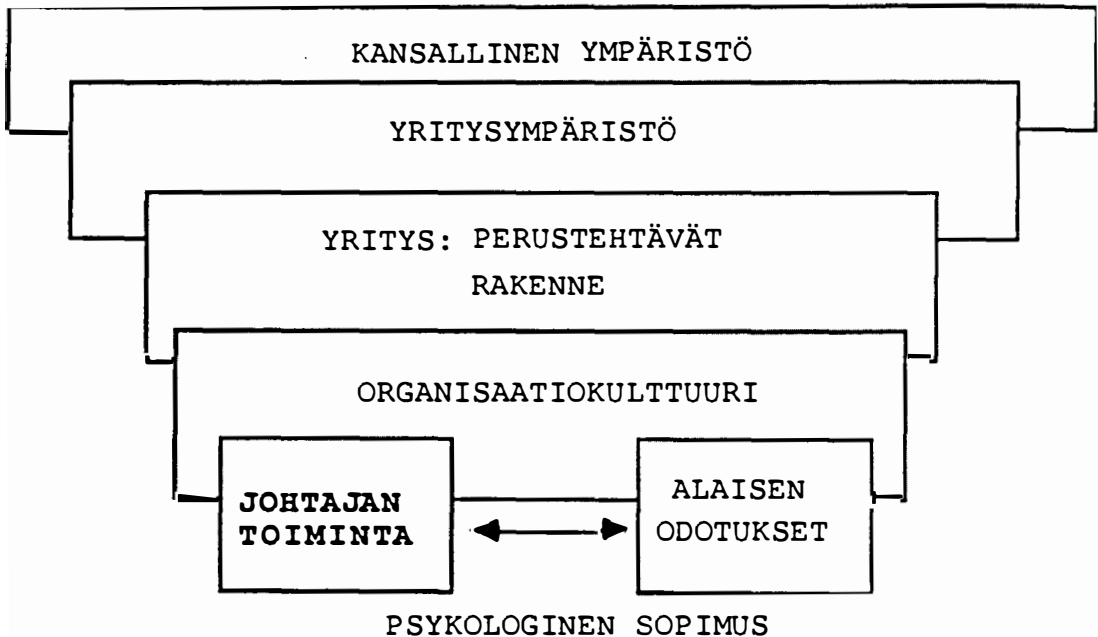 KANSALLINEN YMPÄRISTÖ
YRITYSYMPÄRISTÖ
YRITYS: PERUSTEHTÄVÄT
RAKENNE
ORGANISAATIOKULTTUURI
JOHTAJAN
TOIMINTA
ALAISEN
ODOTUKSET
PSYKOLOGINEN SOPIMUS